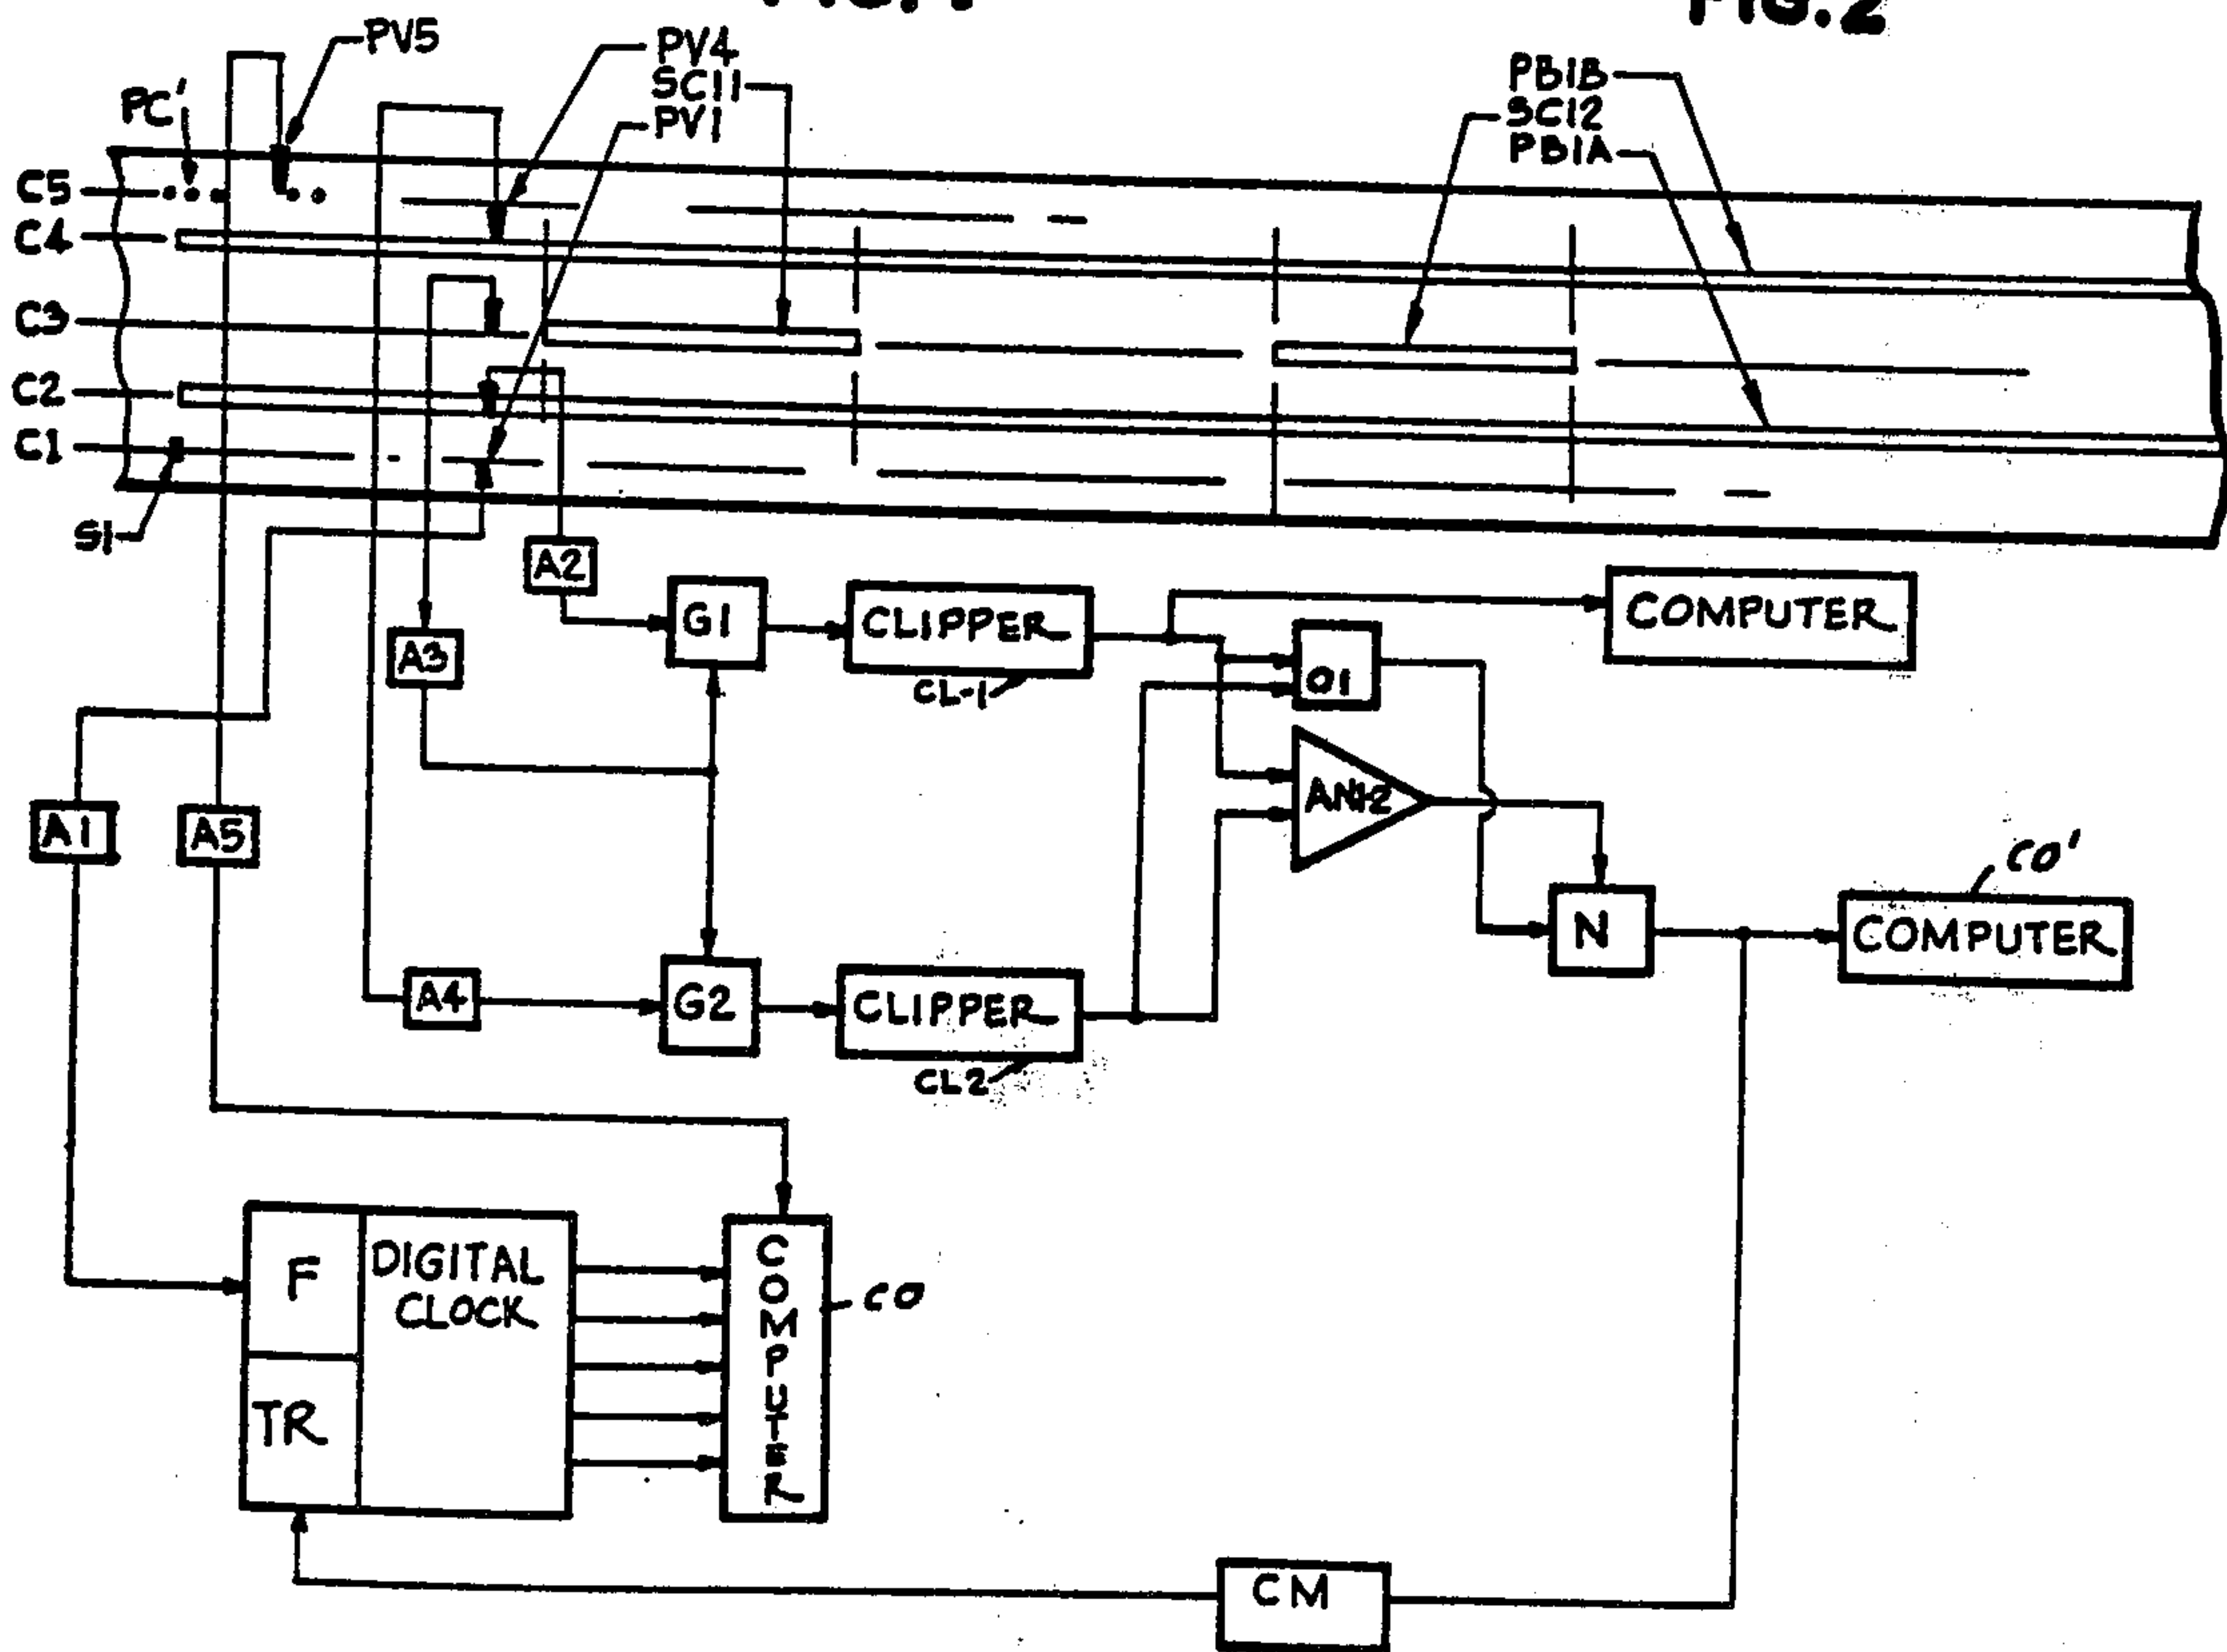 FIG. 2
PV5
PV4
SC11
PV1
PC'
PB1B
SC12
PB1A
C5
C4
C3
C2
C1
S1
A2
G1
CLIPPER
COMPUTER
A3
CL-1
O1
A1
A5
AN-2
CO'
N
COMPUTER
A4
G2
CLIPPER
CL2
F
DIGITAL
CLOCK
COMPUTER
CO
TR
CM